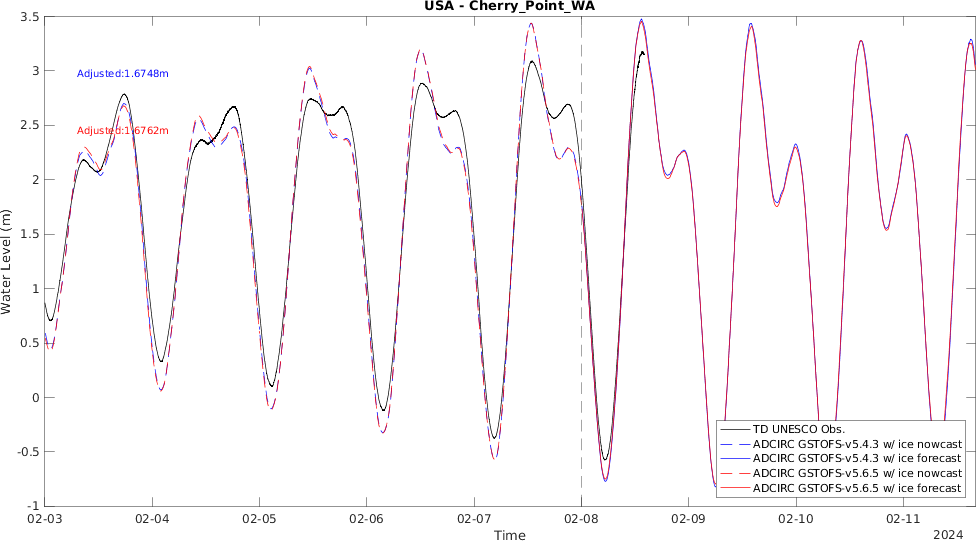 USA - Cherry_Point_WA
3.5
3
2.5
2
1.5
1
0.5
0
-0.5
-1
Water Level (m)
Adjusted:1.6748m
Adjusted:1.6762m
TD UNESCO Obs.
ADCIRC GSTOFS-v5.4.3 w/ ice nowcast
ADCIRC GSTOFS-v5.4.3 w/ ice forecast
ADCIRC GSTOFS-v5.6.5 w/ ice nowcast
ADCIRC GSTOFS-v5.6.5 w/ ice forecast
02-03 02-04 02-05 02-06 02-07 02-08 02-09 02-10 02-11
Time
2024